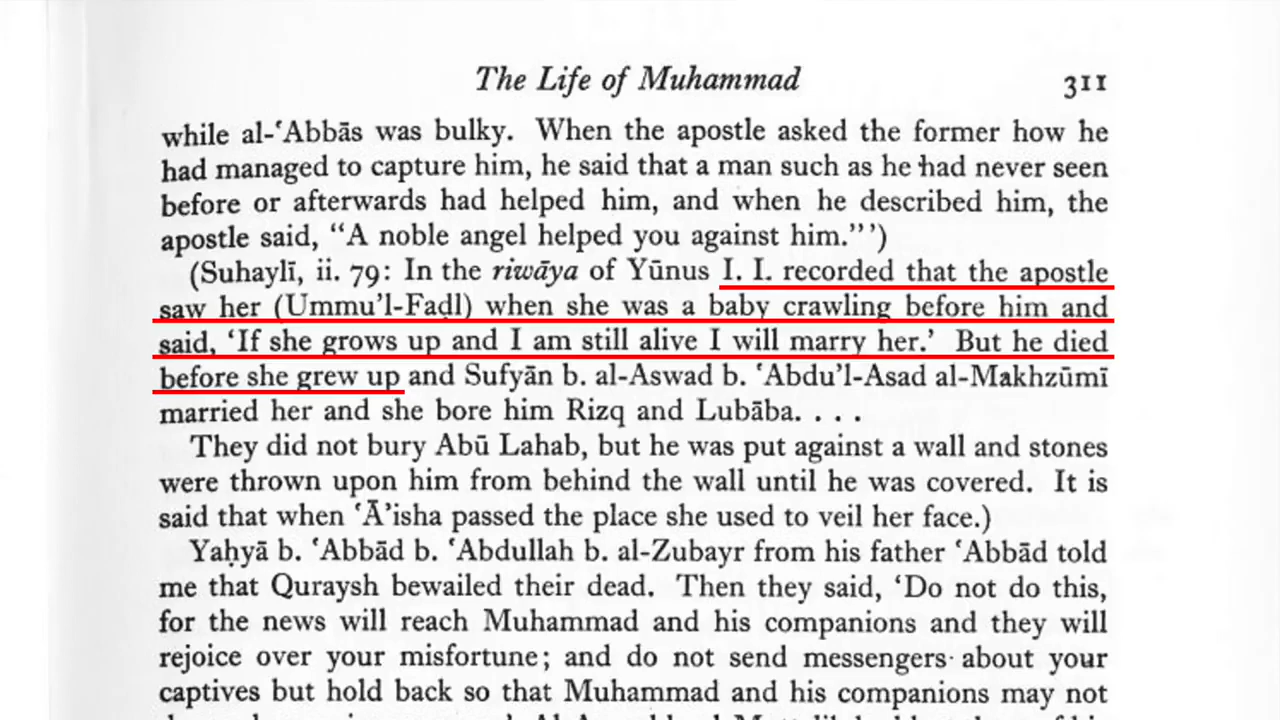 The Life of Muhammad 311
while al-ʿAbbās was bulky. When the apostle asked the former how he
had managed to capture him, he said that a man such as he had never seen
before or afterwards had helped him, and when he described him, the
apostle said, “A noble angel helped you against him.”’)
(Suhaylī, ii. 79: In the riwāya of Yūnus I. I. recorded that the apostle
saw her (Ummu’l-Faḍl) when she was a baby crawling before him and
said, ‘If she grows up and I am still alive I will marry her.’ But he died
before she grew up and Sufyān b. al-Aswad b. ʿAbdu’l-Asad al-Makhzūmī
married her and she bore him Rizq and Lubāba. . . .
They did not bury Abū Lahab, but he was put against a wall and stones
were thrown upon him from behind the wall until he was covered. It is
said that when ʿĀ’isha passed the place she used to veil her face.)
Yaḥyā b. ʿAbbād b. ʿAbdullah b. al-Zubayr from his father ʿAbbād told
me that Quraysh bewailed their dead. Then they said, ‘Do not do this,
for the news will reach Muhammad and his companions and they will
rejoice over your misfortune; and do not send messengers about your
captives but hold back so that Muhammad and his companions may not